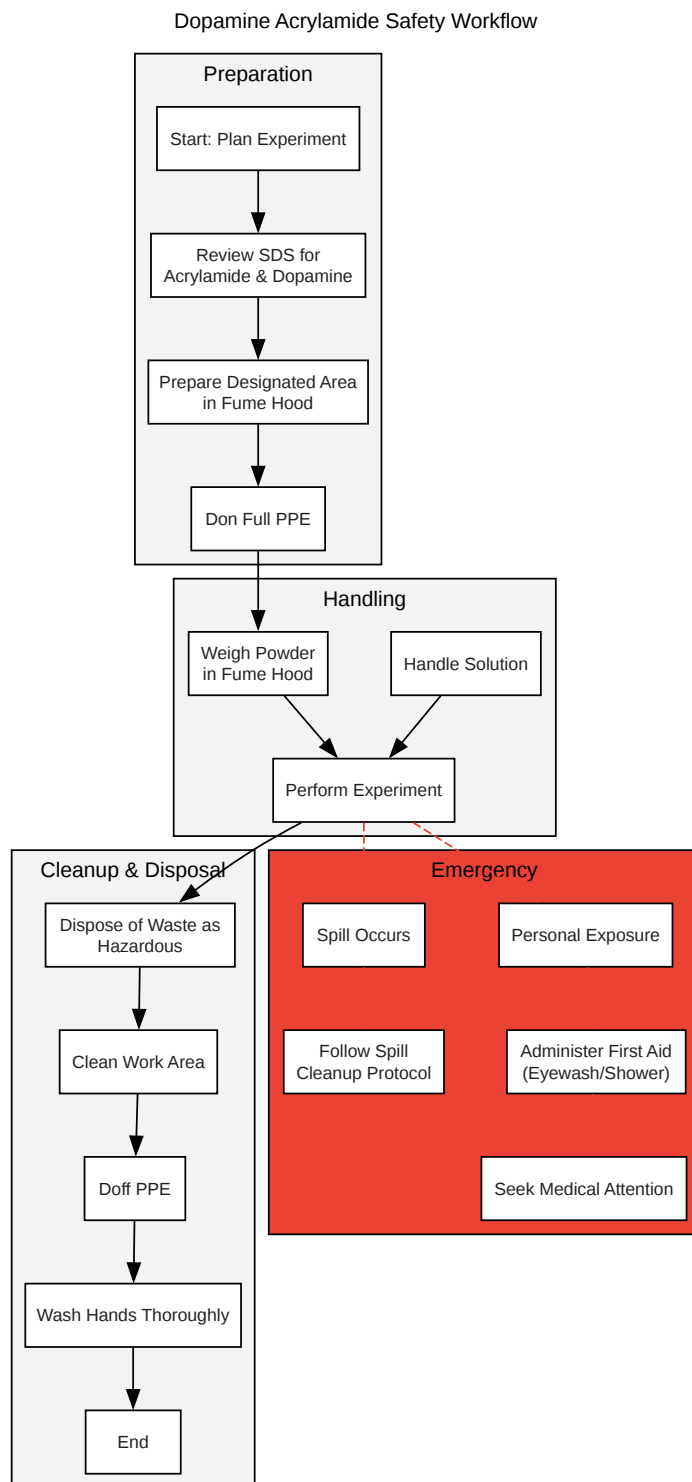 Dopamine Acrylamide Safety Workflow
Preparation
Start: Plan Experiment
Review SDS for
Acrylamide & Dopamine
Prepare Designated Area
in Fume Hood
Don Full PPE
Handling
Weigh Powder
in Fume Hood
Handle Solution
Perform Experiment
Cleanup & Disposal
Dispose of Waste as
Hazardous
Clean Work Area
Doff PPE
Wash Hands Thoroughly
End
Emergency
Spill Occurs
Personal Exposure
Follow Spill
Cleanup Protocol
Administer First Aid
(Eyewash/Shower)
Seek Medical Attention